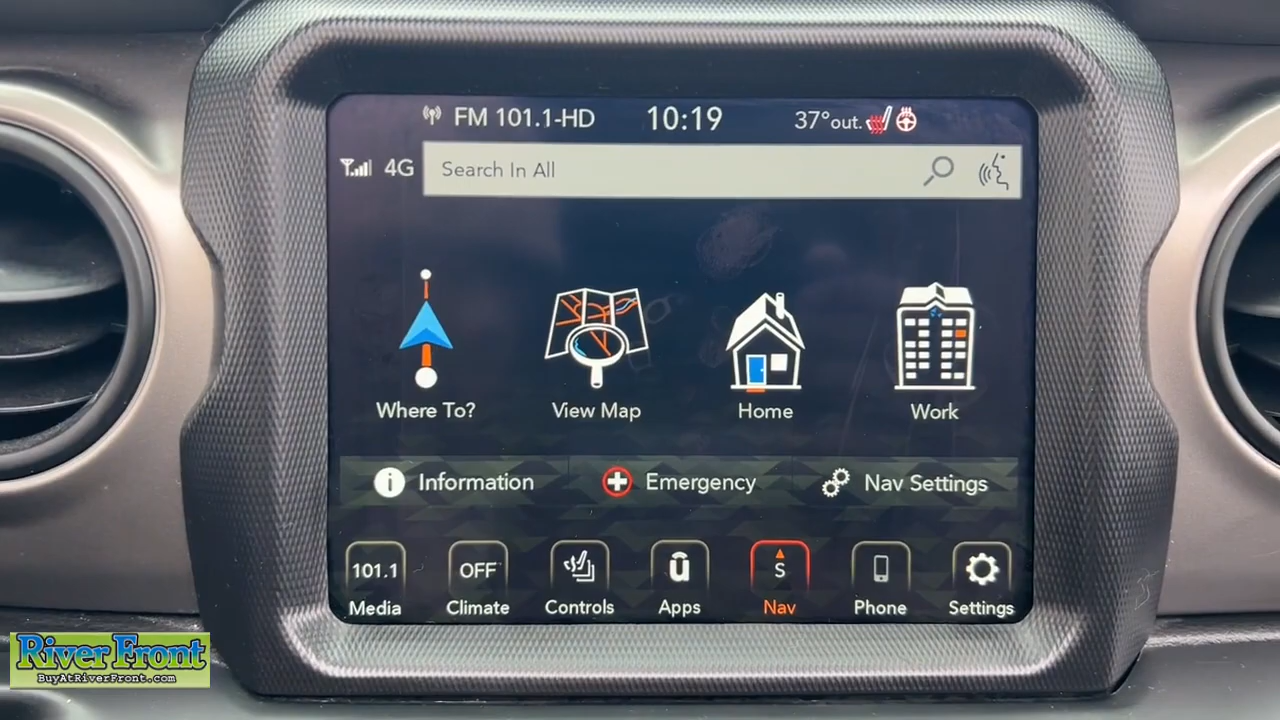 FM 101.1-HD 10:19 37°out.
4G Search In All
Where To? View Map Home Work
Information Emergency Nav Settings
101.1 OFF S
Media Climate Controls Apps Nav Phone Settings
River Front
BuyAtRiverFront.com